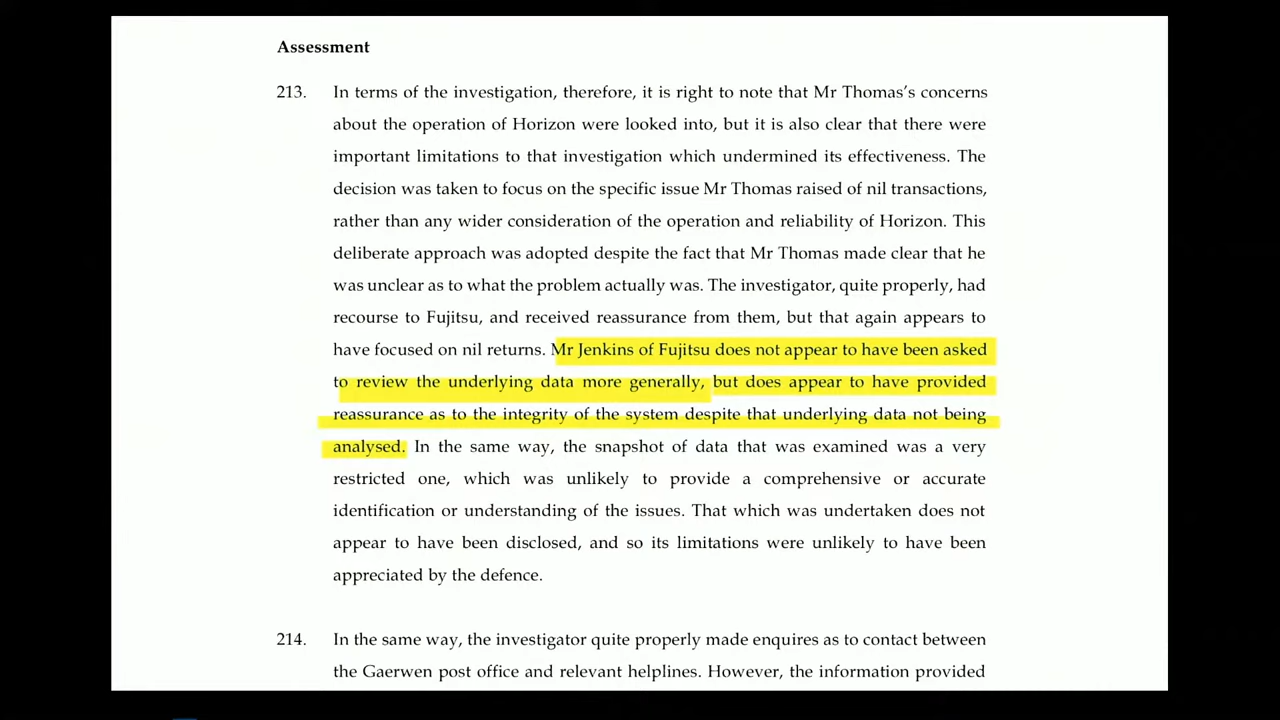 Assessment
213. In terms of the investigation, therefore, it is right to note that Mr Thomas's concerns
about the operation of Horizon were looked into, but it is also clear that there were
important limitations to that investigation which undermined its effectiveness. The
decision was taken to focus on the specific issue Mr Thomas raised of nil transactions,
rather than any wider consideration of the operation and reliability of Horizon. This
deliberate approach was adopted despite the fact that Mr Thomas made clear that he
was unclear as to what the problem actually was. The investigator, quite properly, had
recourse to Fujitsu, and received reassurance from them, but that again appears to
have focused on nil returns. Mr Jenkins of Fujitsu does not appear to have been asked
to review the underlying data more generally, but does appear to have provided
reassurance as to the integrity of the system despite that underlying data not being
analysed. In the same way, the snapshot of data that was examined was a very
restricted one, which was unlikely to provide a comprehensive or accurate
identification or understanding of the issues. That which was undertaken does not
appear to have been disclosed, and so its limitations were unlikely to have been
appreciated by the defence.
214. In the same way, the investigator quite properly made enquires as to contact between
the Gaerwen post office and relevant helplines. However, the information provided